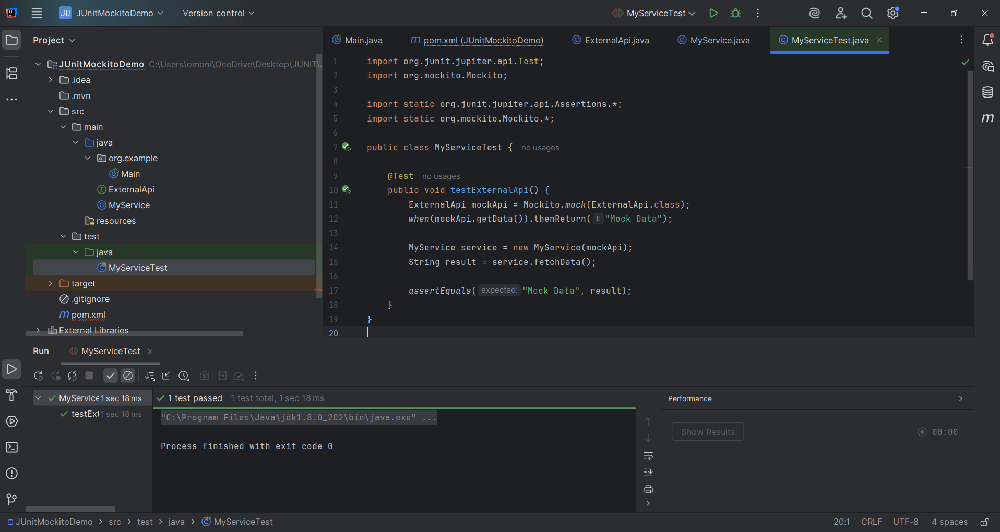 JU JUnitMockitoDemo Version control MyServiceTest
Project
Main.java pom.xml (JUnitMockitoDemo) ExternalApi.java MyService.java MyServiceTest.java
JUnitMockitoDemo C:\Users\omoni\OneDrive\Desktop\JUNIT\
.idea
.mvn
src
main
java
org.example
Main
ExternalApi
MyService
resources
test
java
MyServiceTest
target
.gitignore
pom.xml
External Libraries
1 import org.junit.jupiter.api.Test;
2 import org.mockito.Mockito;
3
4 import static org.junit.jupiter.api.Assertions.*;
5 import static org.mockito.Mockito.*;
6
7 public class MyServiceTest { no usages
8
9 @Test no usages
10 public void testExternalApi() {
11 ExternalApi mockApi = Mockito.mock(ExternalApi.class);
12 when(mockApi.getData()).thenReturn( t: "Mock Data");
13
14 MyService service = new MyService(mockApi);
15 String result = service.fetchData();
16
17 assertEquals( expected: "Mock Data", result);
18 }
19 }
20
Run MyServiceTest
MyService 1 sec 18 ms
testExt 1 sec 18 ms
1 test passed 1 test total, 1 sec 18 ms
"C:\Program Files\Java\jdk1.8.0_202\bin\java.exe" ...
Process finished with exit code 0
Performance
Show Results 00:00
JUnitMockitoDemo > src > test > java > MyServiceTest
20:1 CRLF UTF-8 4 spaces